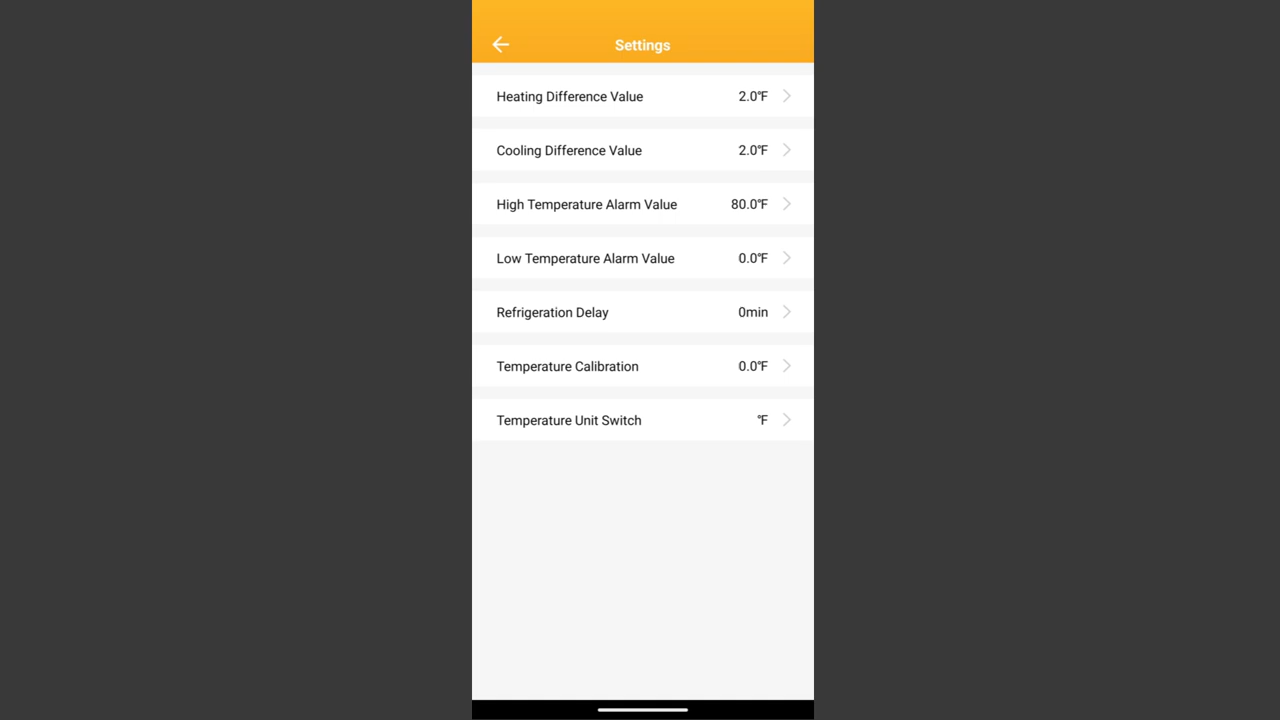 Settings
Heating Difference Value 2.0℉
Cooling Difference Value 2.0℉
High Temperature Alarm Value 80.0℉
Low Temperature Alarm Value 0.0℉
Refrigeration Delay 0min
Temperature Calibration 0.0℉
Temperature Unit Switch ℉